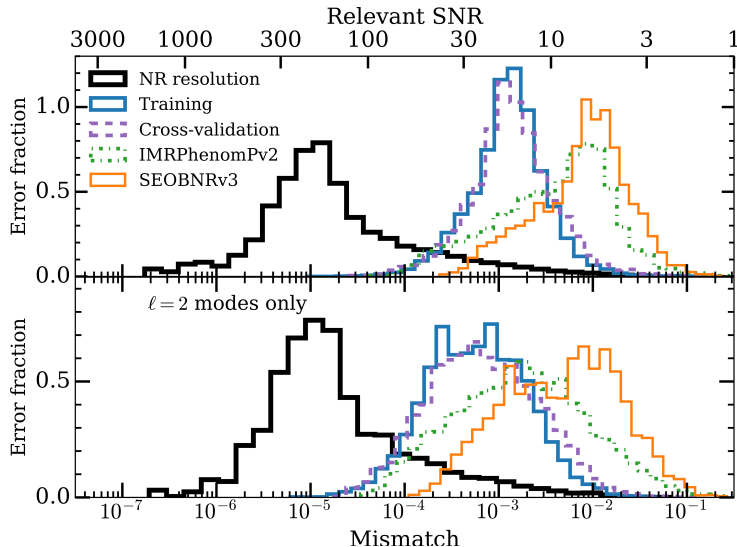 Relevant SNR
3000 1000 300 100 30 10 3 1
NR resolution
Training
Cross-validation
IMRPhenomPv2
SEOBNRv3
Error fraction
1.0
0.5
0.0
ℓ = 2 modes only
Error fraction
0.5
0.0
10⁻⁷ 10⁻⁶ 10⁻⁵ 10⁻⁴ 10⁻³ 10⁻² 10⁻¹
Mismatch